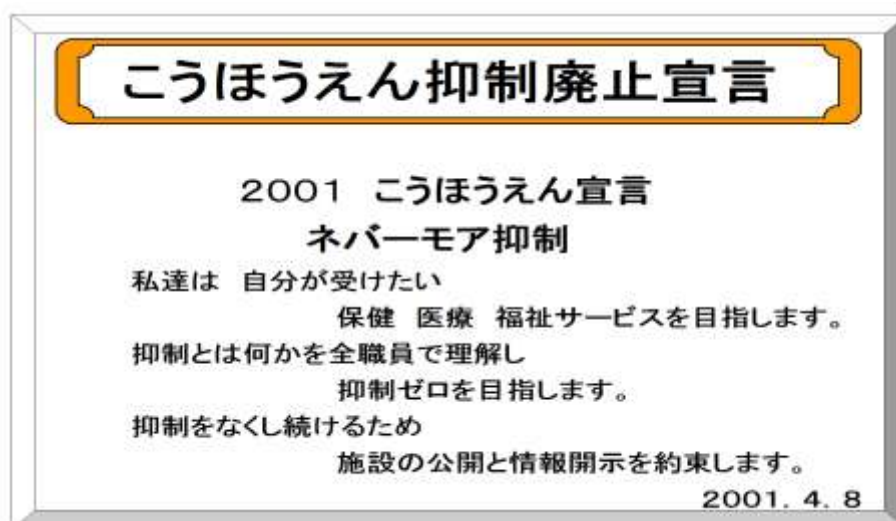 こうほうえん抑制廃止宣言
2001　こうほうえん宣言
ネバーモア抑制
私達は　自分が受けたい
保健　医療　福祉サービスを目指します。
抑制とは何かを全職員で理解し
抑制ゼロを目指します。
抑制をなくし続けるため
施設の公開と情報開示を約束します。
2001．4．8